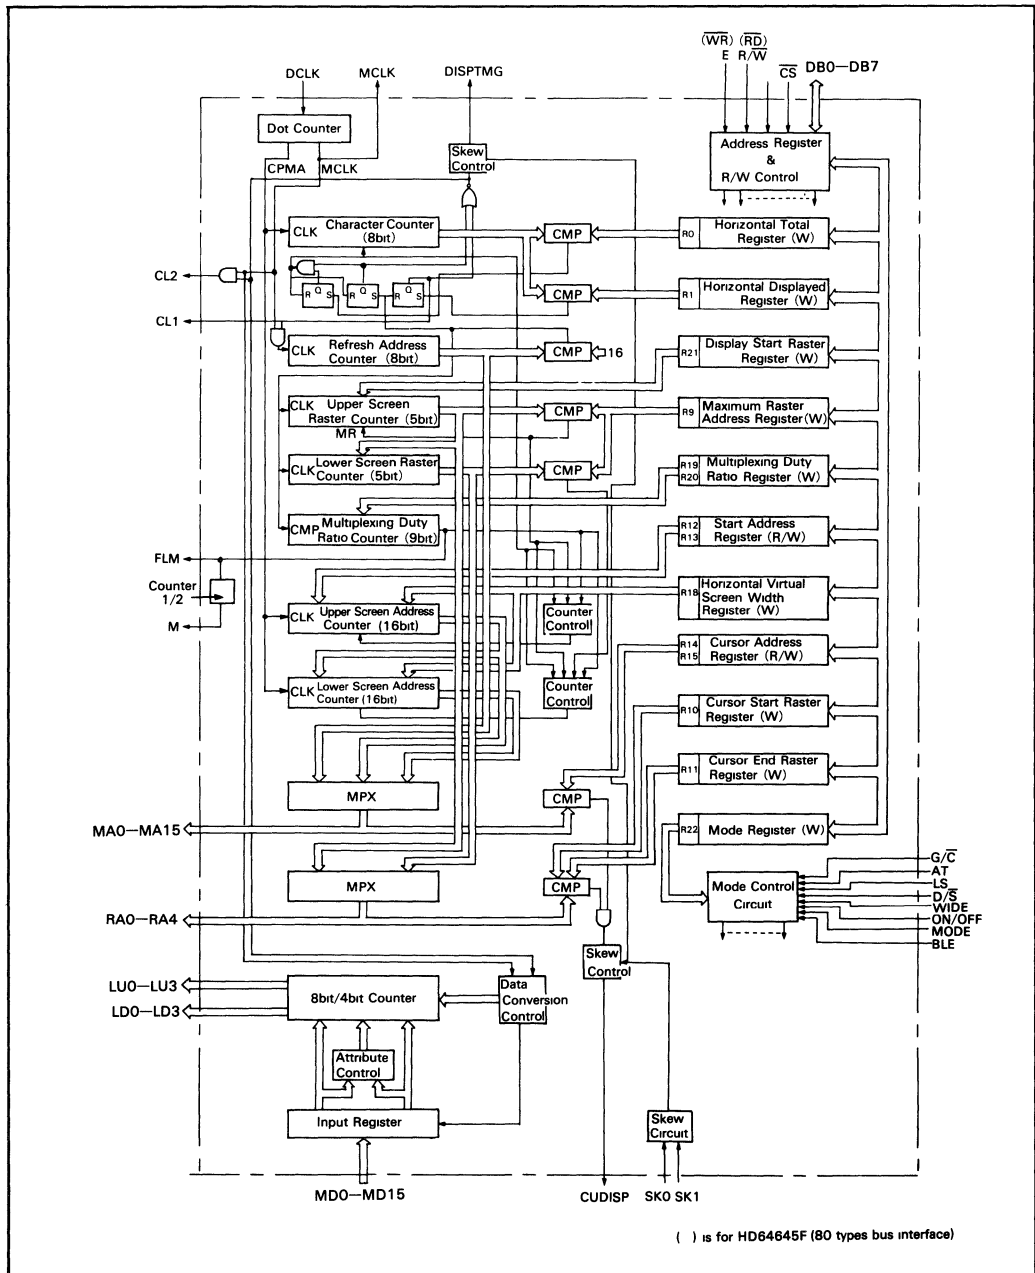 (WR) (RD)
E R/W
CS
DB0–DB7
DCLK MCLK DISPTMG
Dot Counter
CPMA MCLK
Skew
Control
Address Register
&
R/W Control
CLK Character Counter
(8bit)
CMP
R0 Horizontal Total
Register (W)
CL2
R Q S R Q S R Q S
CMP
R1 Horizontal Displayed
Register (W)
CL1
CLK Refresh Address
Counter (8bit)
CMP
16
R21 Display Start Raster
Register (W)
CLK Upper Screen
Raster Counter (5bit)
MR
CMP
R9 Maximum Raster
Address Register(W)
CLK Lower Screen Raster
Counter (5bit)
CMP
R19 Multiplexing Duty
R20 Ratio Register (W)
CMP Multiplexing Duty
Ratio Counter (9bit)
R12 Start Address
R13 Register (R/W)
FLM
Counter
1/2
M
CLK Upper Screen Address
Counter (16bit)
Counter
Control
R18 Horizontal Virtual
Screen Width
Register (W)
R14 Cursor Address
R15 Register (R/W)
CLK Lower Screen Address
Counter (16bit)
Counter
Control
R10 Cursor Start Raster
Register (W)
R11 Cursor End Raster
Register (W)
MPX
CMP
MA0–MA15
R22 Mode Register (W)
MPX
CMP
RA0–RA4
Mode Control
Circuit
G/C
AT
LS
D/S
WIDE
ON/OFF
MODE
BLE
Skew
Control
LU0–LU3
LD0–LD3
8bit/4bit Counter
Data
Conversion
Control
Attribute
Control
Input Register
Skew
Circuit
MD0–MD15
CUDISP SK0 SK1
( ) is for HD64645F (80 types bus interface)